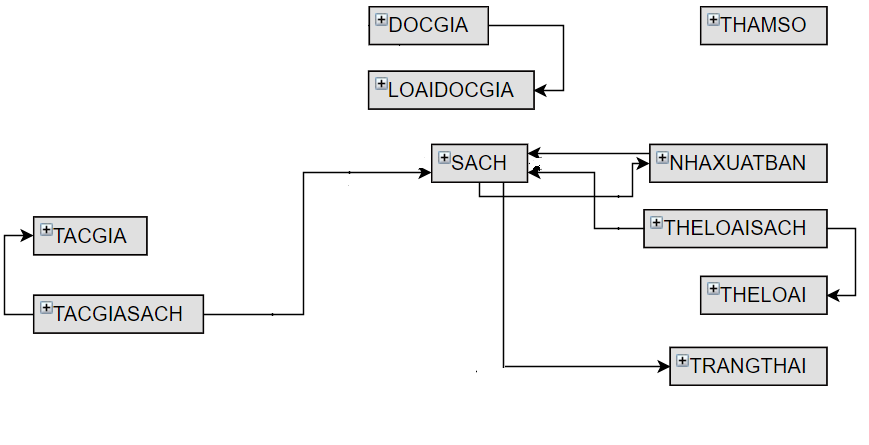 DOCGIA
THAMSO
LOAIDOCGIA
SACH
NHAXUATBAN
TACGIA
THELOAISACH
THELOAI
TACGIASACH
TRANGTHAI